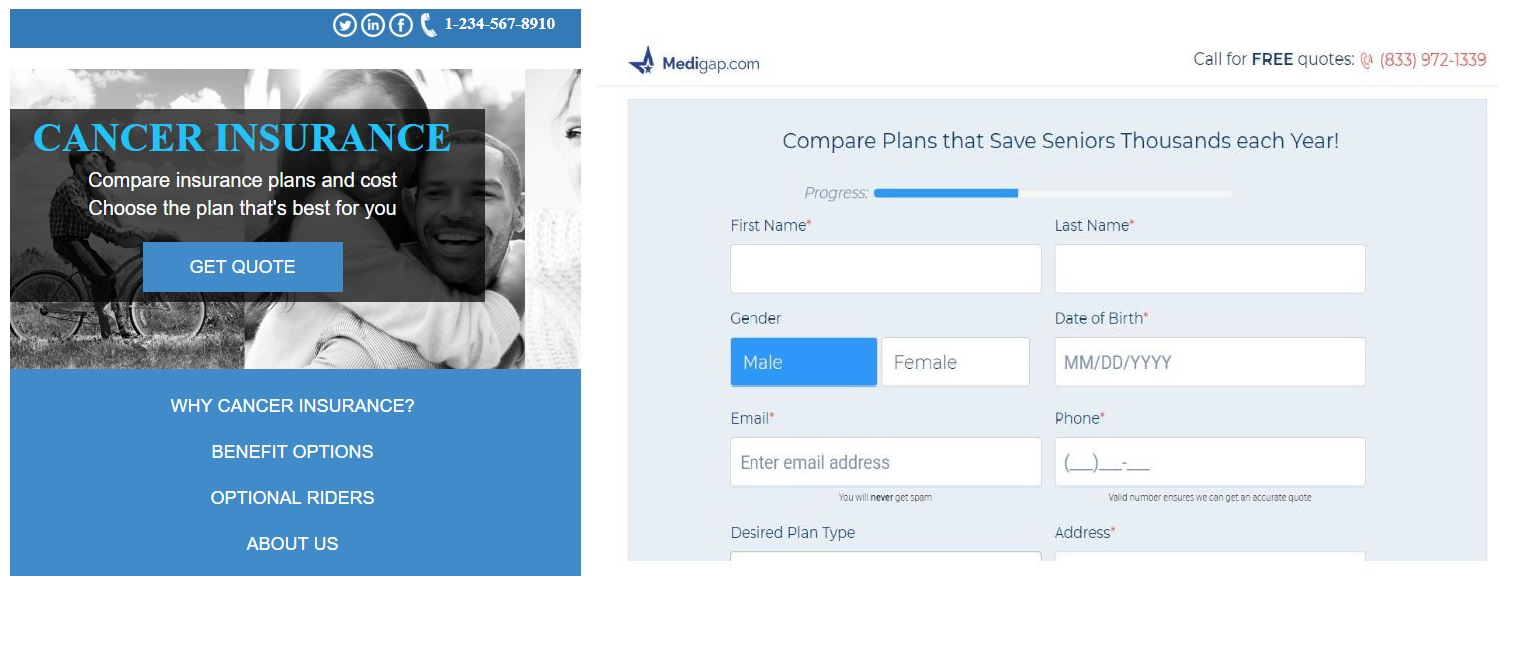 1-234-567-8910
CANCER INSURANCE
Compare insurance plans and cost
Choose the plan that's best for you
GET QUOTE
WHY CANCER INSURANCE?
BENEFIT OPTIONS
OPTIONAL RIDERS
ABOUT US
Medigap.com
Call for FREE quotes: (833) 972-1339
Compare Plans that Save Seniors Thousands each Year!
Progress:
First Name* Last Name*
Gender Date of Birth*
Male Female MM/DD/YYYY
Email* Phone*
Enter email address (___)___-___
You will never get spam Valid number ensures we can get an accurate quote
Desired Plan Type Address*